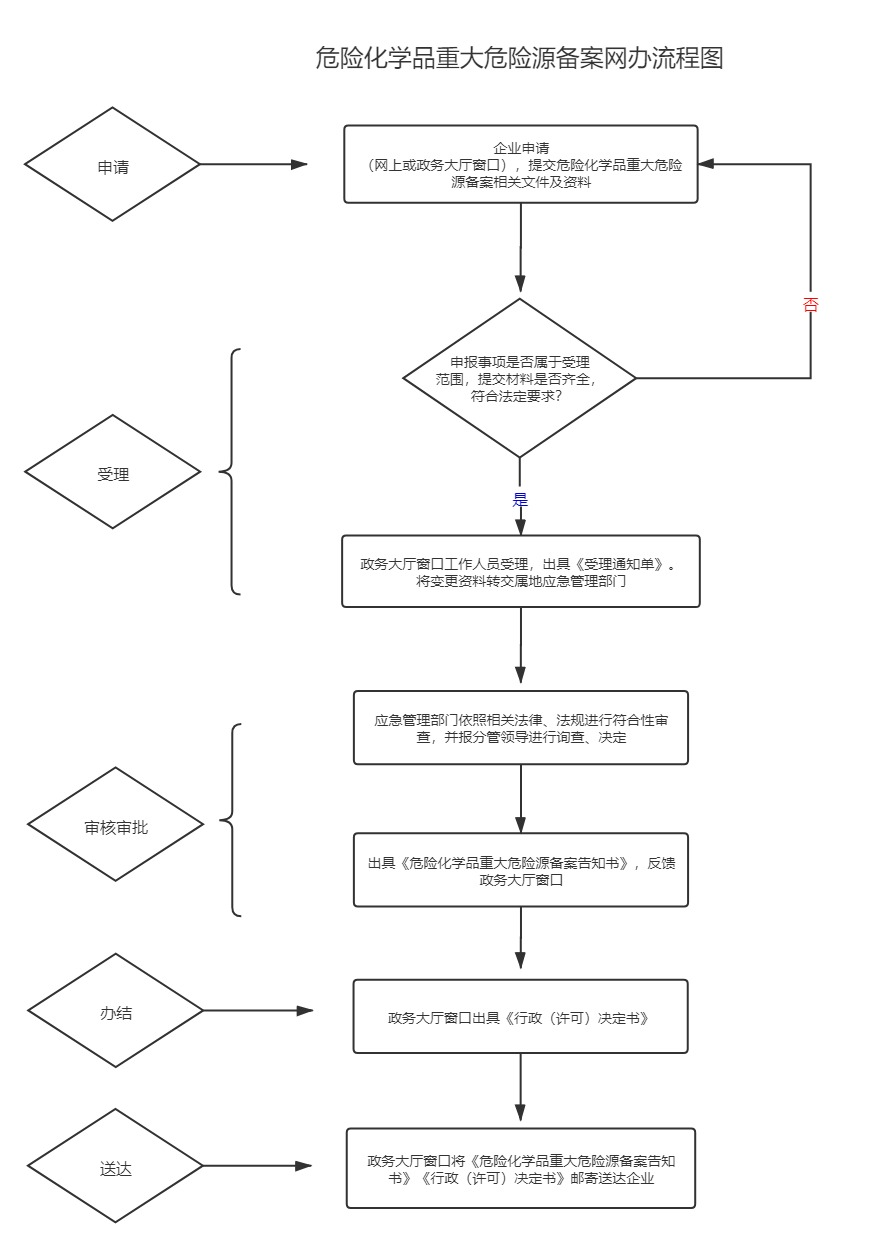 危险化学品重大危险源备案网办流程图
申请
企业申请
（网上或政务大厅窗口），提交危险化学品重大危险
源备案相关文件及资料
否
申报事项是否属于受理
范围，提交材料是否齐全，
符合法定要求？
受理
是
政务大厅窗口工作人员受理，出具《受理通知单》。
将变更资料转交属地应急管理部门
应急管理部门依照相关法律、法规进行符合性审
查，并报分管领导进行询查、决定
审核审批
出具《危险化学品重大危险源备案告知书》，反馈
政务大厅窗口
办结
政务大厅窗口出具《行政（许可）决定书》
送达
政务大厅窗口将《危险化学品重大危险源备案告知
书》《行政（许可）决定书》邮寄送达企业